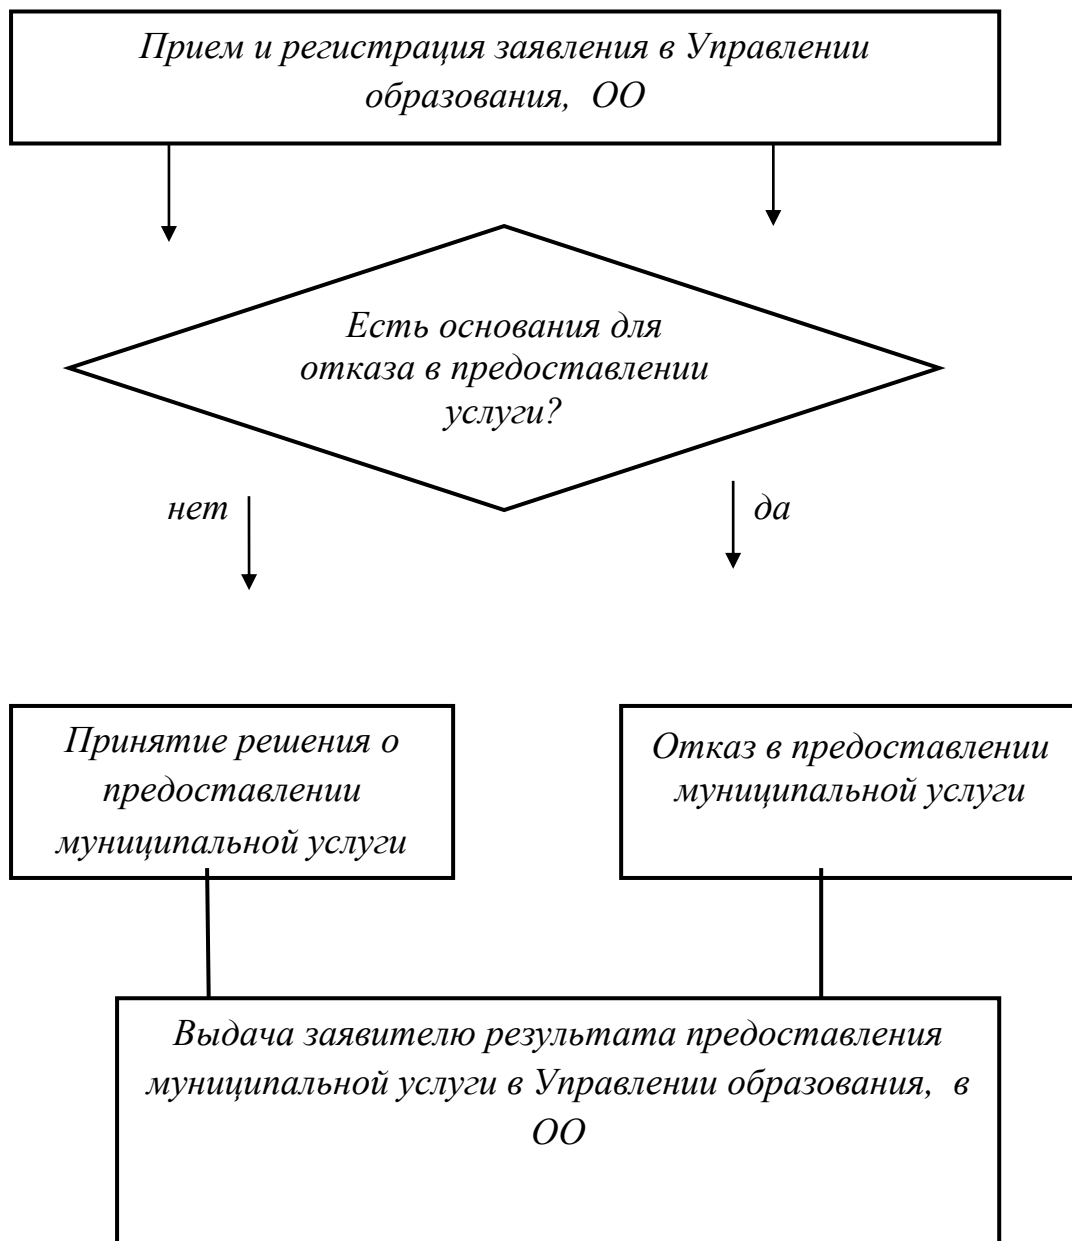 Прием и регистрация заявления в Управлении
образования, ОО
Есть основания для
отказа в предоставлении
услуги?
нет
да
Принятие решения о
предоставлении
муниципальной услуги
Отказ в предоставлении
муниципальной услуги
Выдача заявителю результата предоставления
муниципальной услуги в Управлении образования, в
ОО